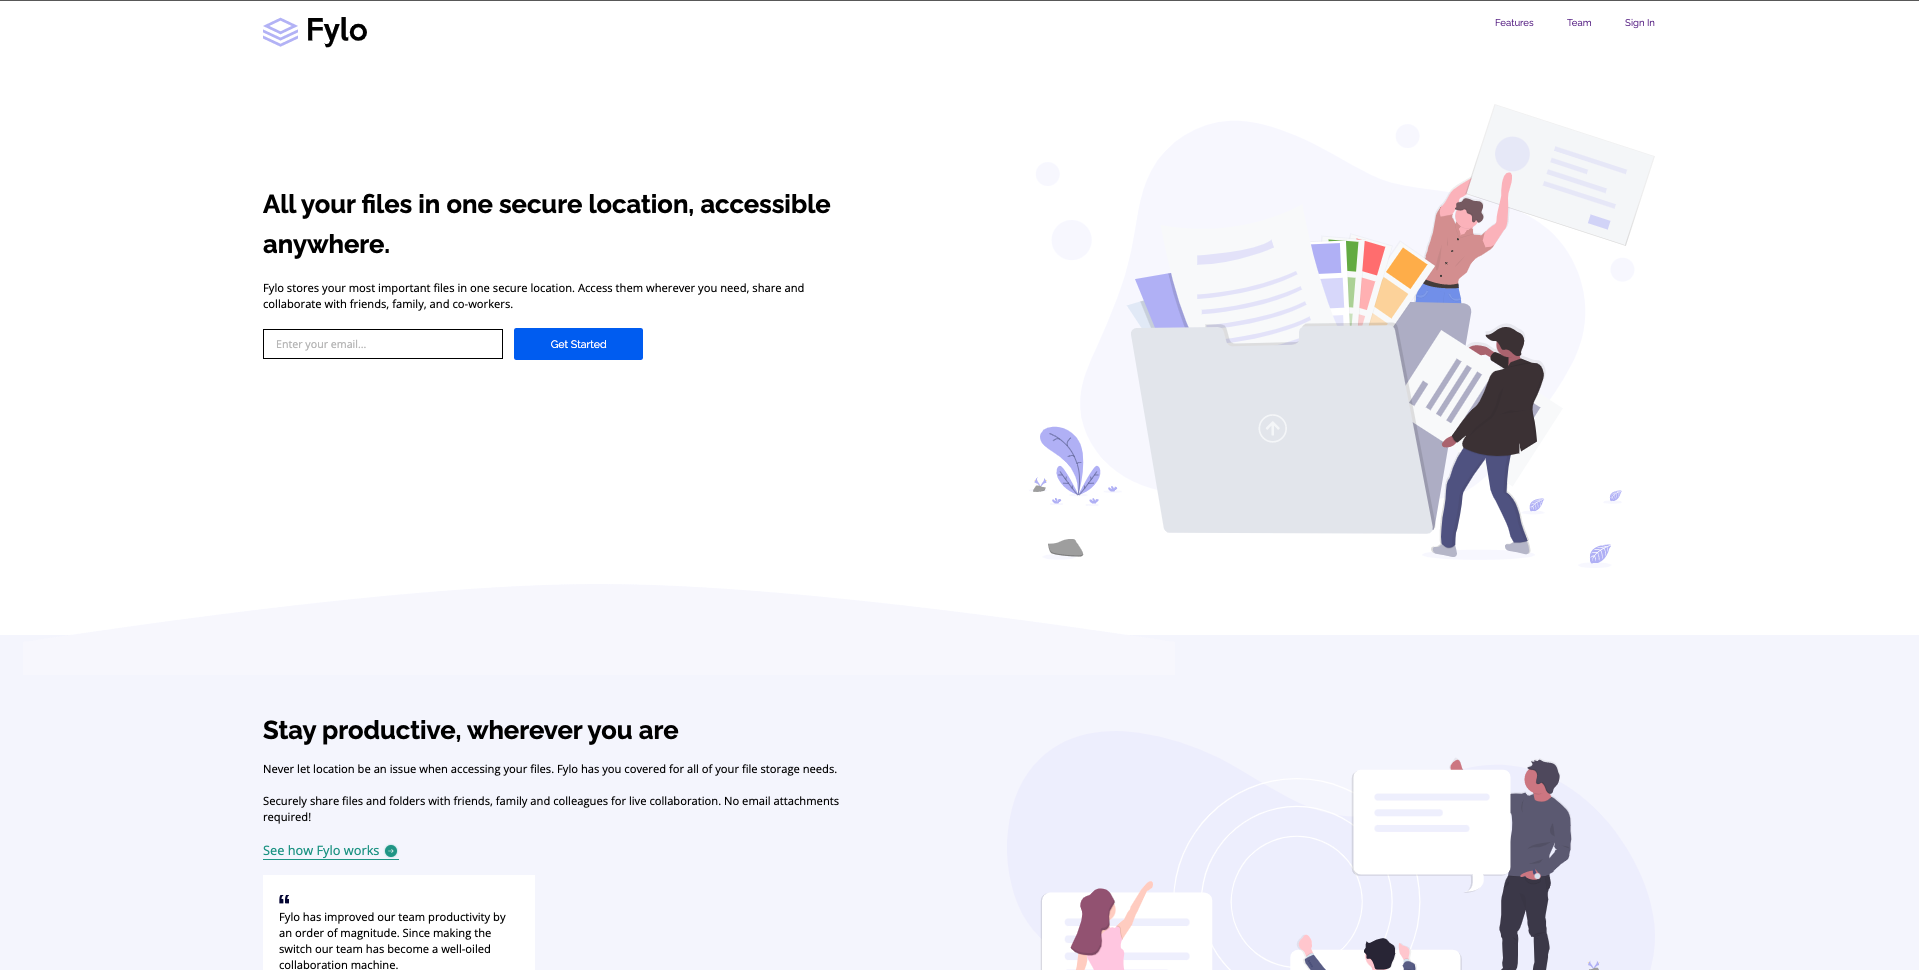 Fylo
Features
Team
Sign In
All your files in one secure location, accessible
anywhere.
Fylo stores your most important files in one secure location. Access them wherever you need, share and
collaborate with friends, family, and co-workers.
Enter your email...
Get Started
Stay productive, wherever you are
Never let location be an issue when accessing your files. Fylo has you covered for all of your file storage needs.
Securely share files and folders with friends, family and colleagues for live collaboration. No email attachments
required!
See how Fylo works
“
Fylo has improved our team productivity by
an order of magnitude. Since making the
switch our team has become a well-oiled
collaboration machine.